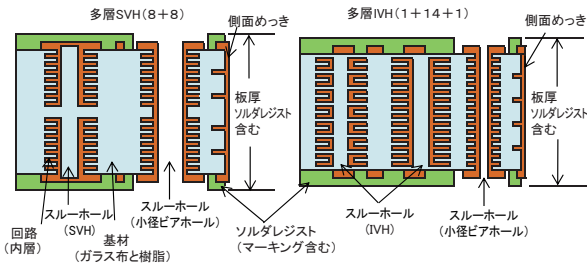 多層SVH(8+8)
多層IVH(1+14+1)
側面めっき
側面めっき
板厚
ソルダレジスト
含む
板厚
ソルダレジスト
含む
回路
(内層)
スルーホール
(SVH)
基材
(ガラス布と樹脂)
スルーホール
(小径ビアホール)
ソルダレジスト
(マーキング含む)
スルーホール
(IVH)
スルーホール
(小径ビアホール)